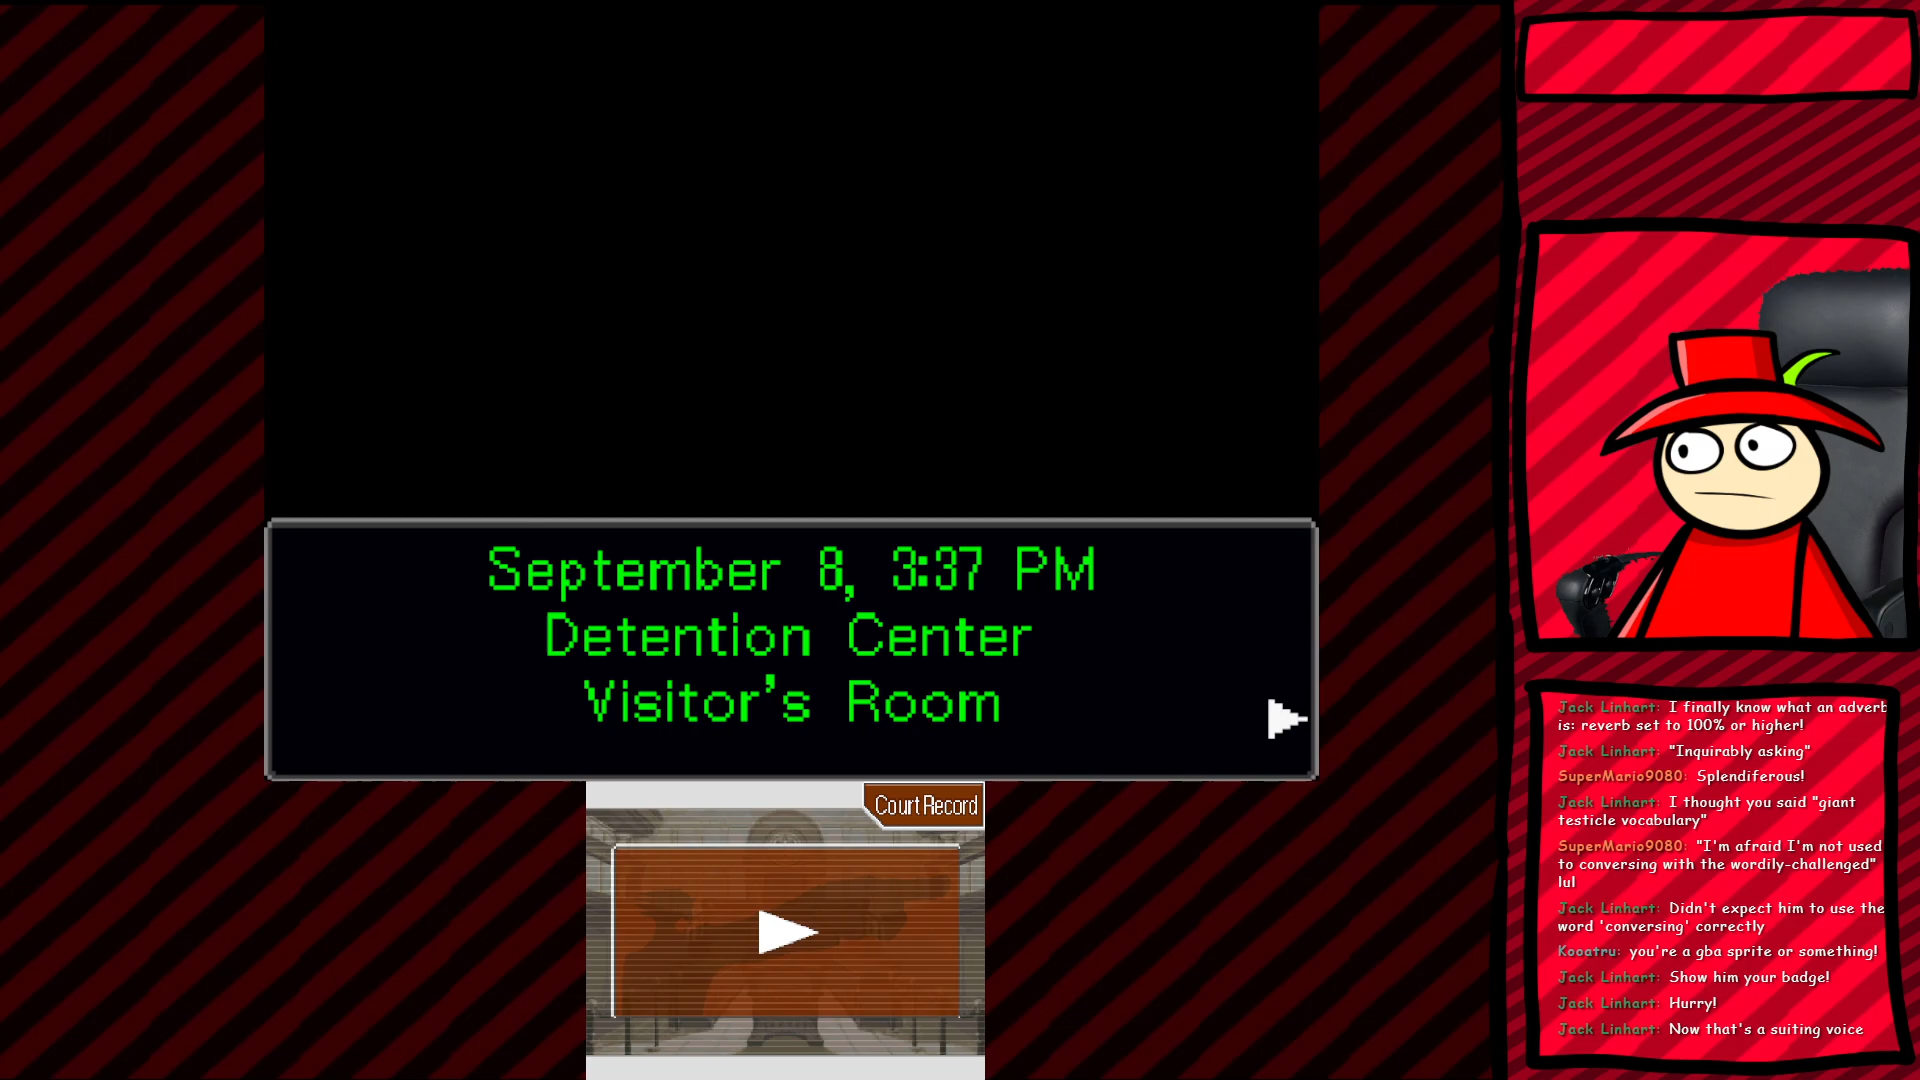 September 8, 3:37 PM
Detention Center
Visitor's Room
Court Record
Jack Linhart: I finally know what an adverb
is: reverb set to 100% or higher!
Jack Linhart: "Inquirably asking"
SuperMario9080: Splendiferous!
Jack Linhart: I thought you said "giant
testicle vocabulary"
SuperMario9080: "I'm afraid I'm not used
to conversing with the wordily-challenged"
lul
Jack Linhart: Didn't expect him to use the
word 'conversing' correctly
Kooatru: you're a gba sprite or something!
Jack Linhart: Show him your badge!
Jack Linhart: Hurry!
Jack Linhart: Now that's a suiting voice